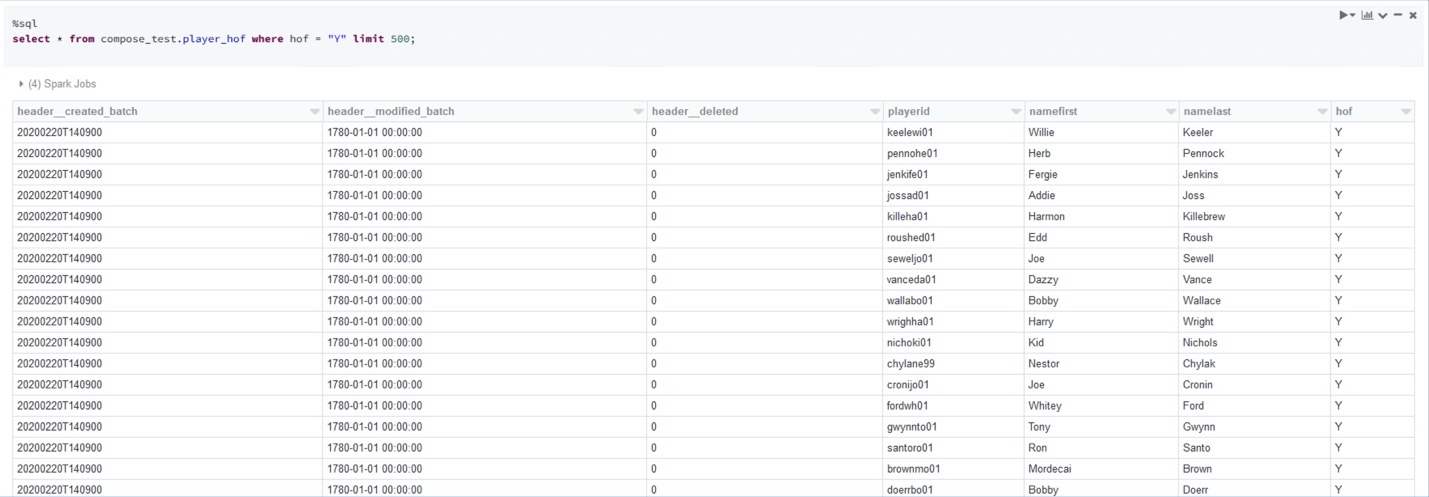 %sql
select * from compose_test.player_hof where hof = "Y" limit 500;
(4) Spark Jobs
header__created_batch header__modified_batch header__deleted playerid namefirst namelast hof
20200220T140900 1780-01-01 00:00:00 0 keelewi01 Willie Keeler Y
20200220T140900 1780-01-01 00:00:00 0 pennohe01 Herb Pennock Y
20200220T140900 1780-01-01 00:00:00 0 jenkife01 Fergie Jenkins Y
20200220T140900 1780-01-01 00:00:00 0 jossad01 Addie Joss Y
20200220T140900 1780-01-01 00:00:00 0 killeha01 Harmon Killebrew Y
20200220T140900 1780-01-01 00:00:00 0 roushed01 Edd Roush Y
20200220T140900 1780-01-01 00:00:00 0 seweljo01 Joe Sewell Y
20200220T140900 1780-01-01 00:00:00 0 vanceda01 Dazzy Vance Y
20200220T140900 1780-01-01 00:00:00 0 wallabo01 Bobby Wallace Y
20200220T140900 1780-01-01 00:00:00 0 wrighha01 Harry Wright Y
20200220T140900 1780-01-01 00:00:00 0 nichoki01 Kid Nichols Y
20200220T140900 1780-01-01 00:00:00 0 chylane99 Nestor Chylak Y
20200220T140900 1780-01-01 00:00:00 0 cronijo01 Joe Cronin Y
20200220T140900 1780-01-01 00:00:00 0 fordwh01 Whitey Ford Y
20200220T140900 1780-01-01 00:00:00 0 gwynnto01 Tony Gwynn Y
20200220T140900 1780-01-01 00:00:00 0 santoro01 Ron Santo Y
20200220T140900 1780-01-01 00:00:00 0 brownmo01 Mordecai Brown Y
20200220T140900 1780-01-01 00:00:00 0 doerrbo01 Bobby Doerr Y